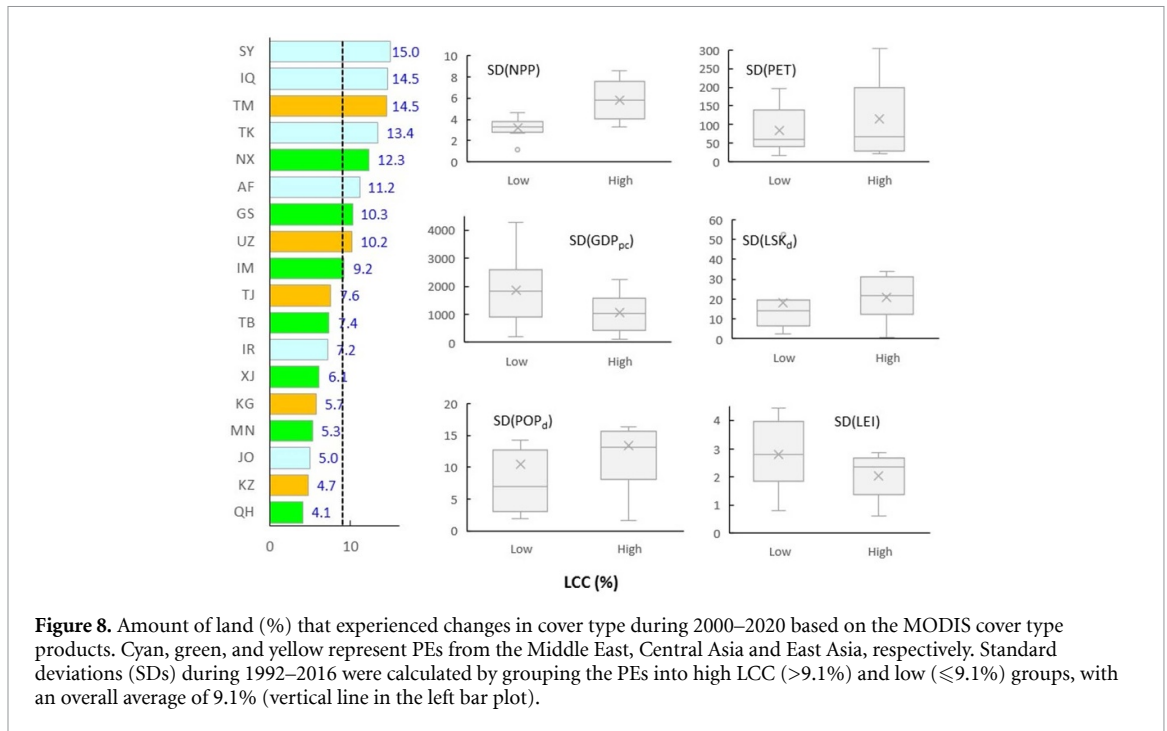 SY 15.0
IQ 14.5
TM 14.5
TK 13.4
NX 12.3
AF 11.2
GS 10.3
UZ 10.2
IM 9.2
TJ 7.6
TB 7.4
IR 7.2
XJ 6.1
KG 5.7
MN 5.3
JO 5.0
KZ 4.7
QH 4.1
0 10
SD(NPP)
10
8
6
4
2
0
Low High
SD(PET)
300
250
200
150
100
50
0
Low High
SD(GDPpc)
4000
3000
2000
1000
0
Low High
SD(LSKd)
60
50
40
30
20
10
0
Low High
SD(POPd)
20
15
10
5
0
Low High
SD(LEI)
4
3
2
1
0
Low High
LCC (%)
Figure 8. Amount of land (%) that experienced changes in cover type during 2000–2020 based on the MODIS cover type
products. Cyan, green, and yellow represent PEs from the Middle East, Central Asia and East Asia, respectively. Standard
deviations (SDs) during 1992–2016 were calculated by grouping the PEs into high LCC (>9.1%) and low (⩽9.1%) groups, with
an overall average of 9.1% (vertical line in the left bar plot).